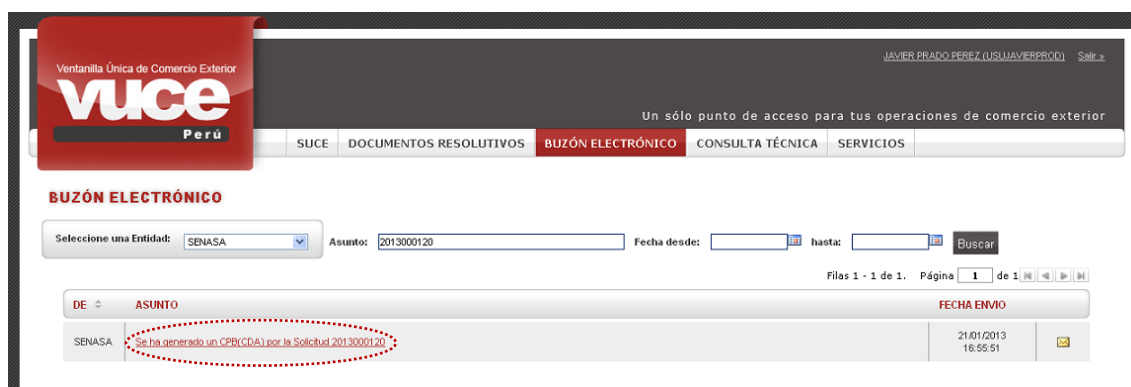 JAVIER PRADO PEREZ (USUJAVIERPROD) Salir »
Ventanilla Única de Comercio Exterior
vuce
Perú
Un sólo punto de acceso para tus operaciones de comercio exterior
SUCE DOCUMENTOS RESOLUTIVOS BUZÓN ELECTRÓNICO CONSULTA TÉCNICA SERVICIOS
BUZÓN ELECTRÓNICO
Seleccione una Entidad: SENASA Asunto: 2013000120 Fecha desde: hasta: Buscar
Filas 1 - 1 de 1. Página 1 de 1
DE ASUNTO FECHA ENVIO
SENASA Se ha generado un CPB(CDA) por la Solicitud 2013000120 21/01/2013
16:55:51